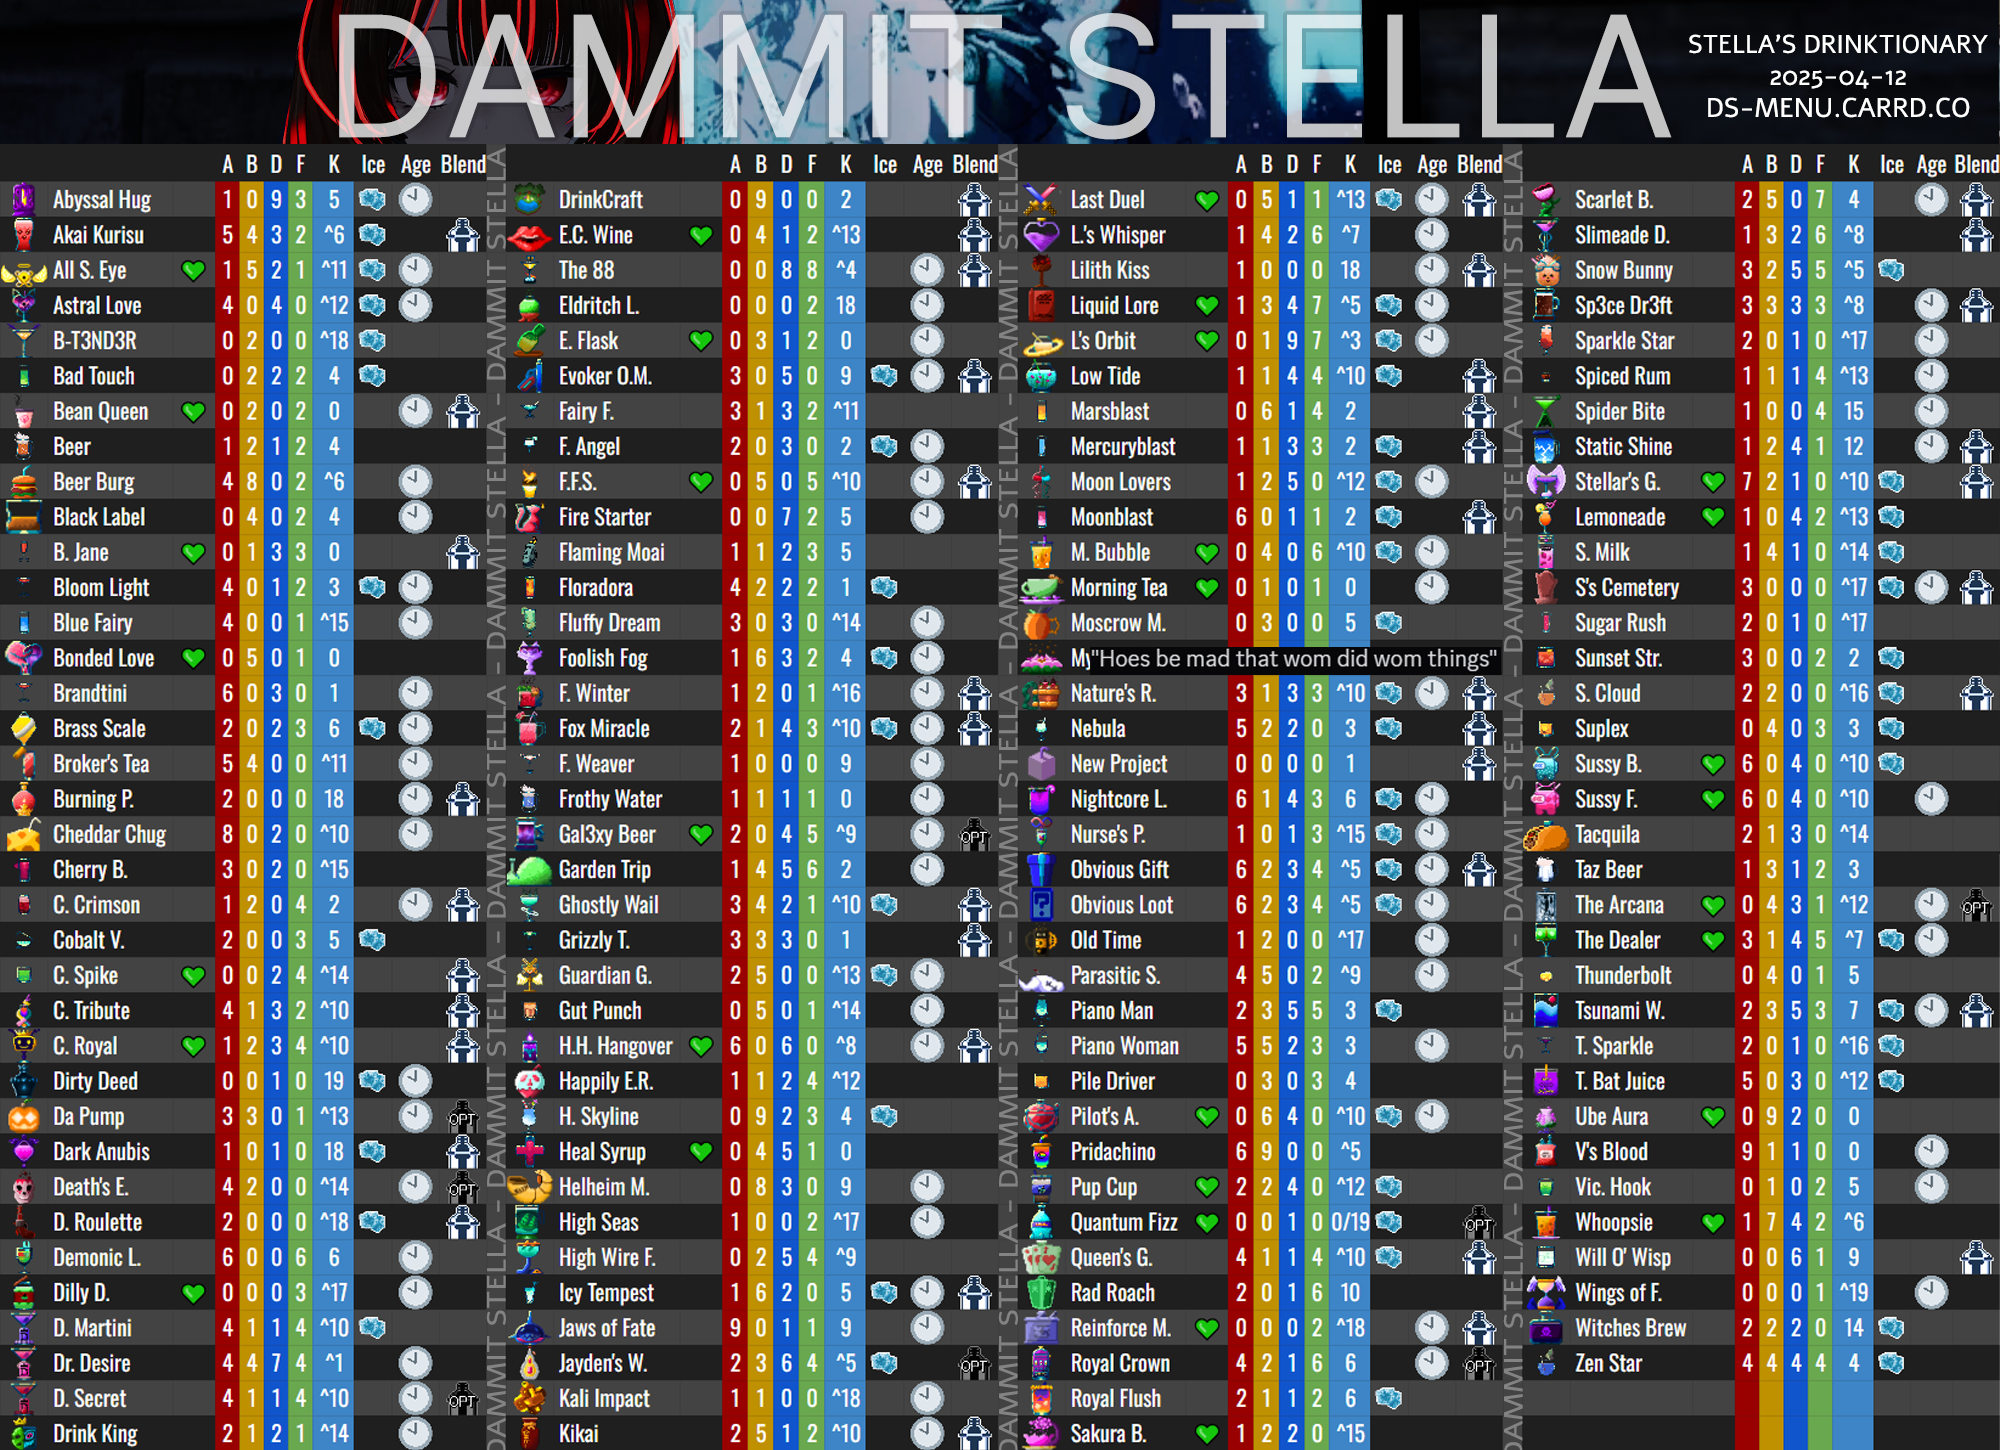 DAMMIT STELLA
STELLA'S DRINKTIONARY
2025-04-12
DS-MENU.CARRD.CO
A B D F K Ice Age Blend
Abyssal Hug 1 0 9 3 5
Akai Kurisu 5 4 3 2 ^6
All S. Eye 1 5 2 1 ^11
Astral Love 4 0 4 0 ^12
B-T3ND3R 0 2 0 0 ^18
Bad Touch 0 2 2 2 4
Bean Queen 0 2 0 2 0
Beer 1 2 1 2 4
Beer Burg 4 8 0 2 ^6
Black Label 0 4 0 2 4
B. Jane 0 1 3 3 0
Bloom Light 4 0 1 2 3
Blue Fairy 4 0 0 1 ^15
Bonded Love 0 5 0 1 0
Brandtini 6 0 3 0 1
Brass Scale 2 0 2 3 6
Broker's Tea 5 4 0 0 ^11
Burning P. 2 0 0 0 18
Cheddar Chug 8 0 2 0 ^10
Cherry B. 3 0 2 0 ^15
C. Crimson 1 2 0 4 2
Cobalt V. 2 0 0 3 5
C. Spike 0 0 2 4 ^14
C. Tribute 4 1 3 2 ^10
C. Royal 1 2 3 4 ^10
Dirty Deed 0 0 1 0 19
Da Pump 3 3 0 1 ^13 OPT
Dark Anubis 1 0 1 0 18
Death's E. 4 2 0 0 ^14 OPT
D. Roulette 2 0 0 0 ^18
Demonic L. 6 0 0 6 6
Dilly D. 0 0 0 3 ^17
D. Martini 4 1 1 4 ^10
Dr. Desire 4 4 7 4 ^1
D. Secret 4 1 1 4 ^10 OPT
Drink King 2 1 2 1 ^14
DAMMIT STELLA - DAMMIT STELLA - DAMMIT STELLA - DAMMIT STELLA
A B D F K Ice Age Blend
DrinkCraft 0 9 0 0 2
E.C. Wine 0 4 1 2 ^13
The 88 0 0 8 8 ^4
Eldritch L. 0 0 0 2 18
E. Flask 0 3 1 2 0
Evoker O.M. 3 0 5 0 9
Fairy F. 3 1 3 2 ^11
F. Angel 2 0 3 0 2
F.F.S. 0 5 0 5 ^10
Fire Starter 0 0 7 2 5
Flaming Moai 1 1 2 3 5
Floradora 4 2 2 2 1
Fluffy Dream 3 0 3 0 ^14
Foolish Fog 1 6 3 2 4
F. Winter 1 2 0 1 ^16
Fox Miracle 2 1 4 3 ^10
F. Weaver 1 0 0 0 9
Frothy Water 1 1 1 1 0
Gal3xy Beer 2 0 4 5 ^9 OPT
Garden Trip 1 4 5 6 2
Ghostly Wail 3 4 2 1 ^10
Grizzly T. 3 3 3 0 1
Guardian G. 2 5 0 0 ^13
Gut Punch 0 5 0 1 ^14
H.H. Hangover 6 0 6 0 ^8
Happily E.R. 1 1 2 4 ^12
H. Skyline 0 9 2 3 4
Heal Syrup 0 4 5 1 0
Helheim M. 0 8 3 0 9
High Seas 1 0 0 2 ^17
High Wire F. 0 2 5 4 ^9
Icy Tempest 1 6 2 0 5
Jaws of Fate 9 0 1 1 9
Jayden's W. 2 3 6 4 ^5 OPT
Kali Impact 1 1 0 0 ^18
Kikai 2 5 1 2 ^10
DAMMIT STELLA - DAMMIT STELLA - DAMMIT STELLA - DAMMIT STELLA
A B D F K Ice Age Blend
Last Duel 0 5 1 1 ^13
L.'s Whisper 1 4 2 6 ^7
Lilith Kiss 1 0 0 0 18
Liquid Lore 1 3 4 7 ^5
L's Orbit 0 1 9 7 ^3
Low Tide 1 1 4 4 ^10
Marsblast 0 6 1 4 2
Mercuryblast 1 1 3 3 2
Moon Lovers 1 2 5 0 ^12
Moonblast 6 0 1 1 2
M. Bubble 0 4 0 6 ^10
Morning Tea 0 1 0 1 0
Moscrow M. 0 3 0 0 5
"Hoes be mad that wom did wom things"
Nature's R. 3 1 3 3 ^10
Nebula 5 2 2 0 3
New Project 0 0 0 0 1
Nightcore L. 6 1 4 3 6
Nurse's P. 1 0 1 3 ^15
Obvious Gift 6 2 3 4 ^5
Obvious Loot 6 2 3 4 ^5
Old Time 1 2 0 0 ^17
Parasitic S. 4 5 0 2 ^9
Piano Man 2 3 5 5 3
Piano Woman 5 5 2 3 3
Pile Driver 0 3 0 3 4
Pilot's A. 0 6 4 0 ^10
Pridachino 6 9 0 0 ^5
Pup Cup 2 2 4 0 ^12
Quantum Fizz 0 0 1 0 0/19 OPT
Queen's G. 4 1 1 4 ^10
Rad Roach 2 0 1 6 10
Reinforce M. 0 0 0 2 ^18
Royal Crown 4 2 1 6 6 OPT
Royal Flush 2 1 1 2 6
Sakura B. 1 2 2 0 ^15
DAMMIT STELLA - DAMMIT STELLA - DAMMIT STELLA - DAMMIT STELLA
A B D F K Ice Age Blend
Scarlet B. 2 5 0 7 4
Slimeade D. 1 3 2 6 ^8
Snow Bunny 3 2 5 5 ^5
Sp3ce Dr3ft 3 3 3 3 ^8
Sparkle Star 2 0 1 0 ^17
Spiced Rum 1 1 1 4 ^13
Spider Bite 1 0 0 4 15
Static Shine 1 2 4 1 12
Stellar's G. 7 2 1 0 ^10
Lemoneade 1 0 4 2 ^13
S. Milk 1 4 1 0 ^14
S's Cemetery 3 0 0 0 ^17
Sugar Rush 2 0 1 0 ^17
Sunset Str. 3 0 0 2 2
S. Cloud 2 2 0 0 ^16
Suplex 0 4 0 3 3
Sussy B. 6 0 4 0 ^10
Sussy F. 6 0 4 0 ^10
Tacquila 2 1 3 0 ^14
Taz Beer 1 3 1 2 3
The Arcana 0 4 3 1 ^12 OPT
The Dealer 3 1 4 5 ^7
Thunderbolt 0 4 0 1 5
Tsunami W. 2 3 5 3 7
T. Sparkle 2 0 1 0 ^16
T. Bat Juice 5 0 3 0 ^12
Ube Aura 0 9 2 0 0
V's Blood 9 1 1 0 0
Vic. Hook 0 1 0 2 5
Whoopsie 1 7 4 2 ^6
Will O' Wisp 0 0 6 1 9
Wings of F. 0 0 0 1 ^19
Witches Brew 2 2 2 0 14
Zen Star 4 4 4 4 4